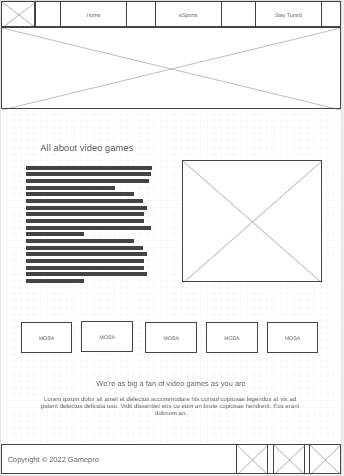 Home
eSports
Stay Tuned
All about video games
MOBA
MOBA
MOBA
MOBA
MOBA
We're as big a fan of video games as you are
Lorem ipsum dolor sit amet et delectus accommodare his consul copiosae legendos at vis ad
putent delectus delicata usu. Vidit dissentiet eos cu eum an brute copiosae hendrerit. Eos erant
dolorum an.
Copyright © 2022 Gamepro